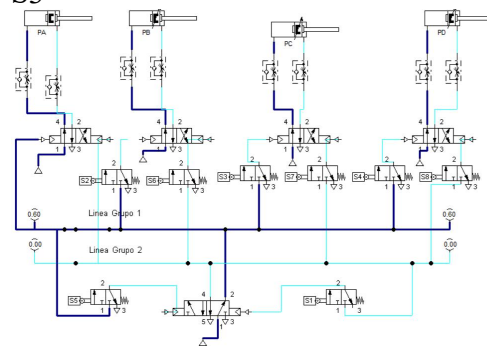 S5
PA
PB
PC
PD
4 2
1 3
4 2
1 3
4 2
1 3
4 2
1 3
S2 2
1 3
S6 2
1 3
S3 2
1 3
S7 2
1 3
S4 2
1 3
S8 2
1 3
0.60 Linea Grupo 1 0.60
0.00 Linea Grupo 2 0.00
S5 2
1 3
4 2
5 1 3
S1 2
1 3